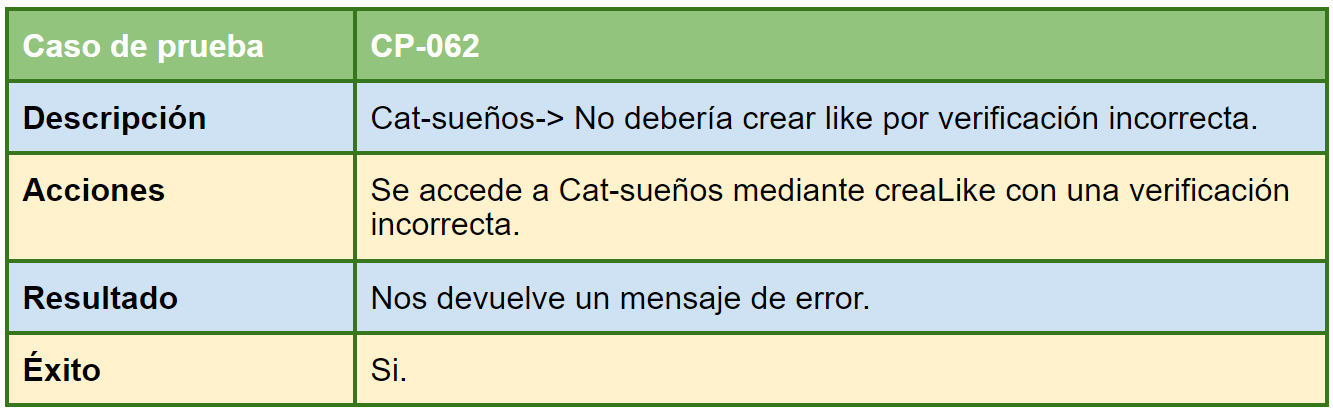 Caso de prueba CP-062
Descripción Cat-sueños-> No debería crear like por verificación incorrecta.
Acciones Se accede a Cat-sueños mediante creaLike con una verificación
incorrecta.
Resultado Nos devuelve un mensaje de error.
Éxito Si.